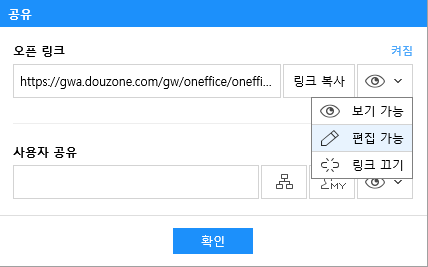 공유
오픈 링크
켜짐
https://gwa.douzone.com/gw/oneffice/oneffi...
링크 복사
보기 가능
편집 가능
링크 끄기
사용자 공유
MY
확인